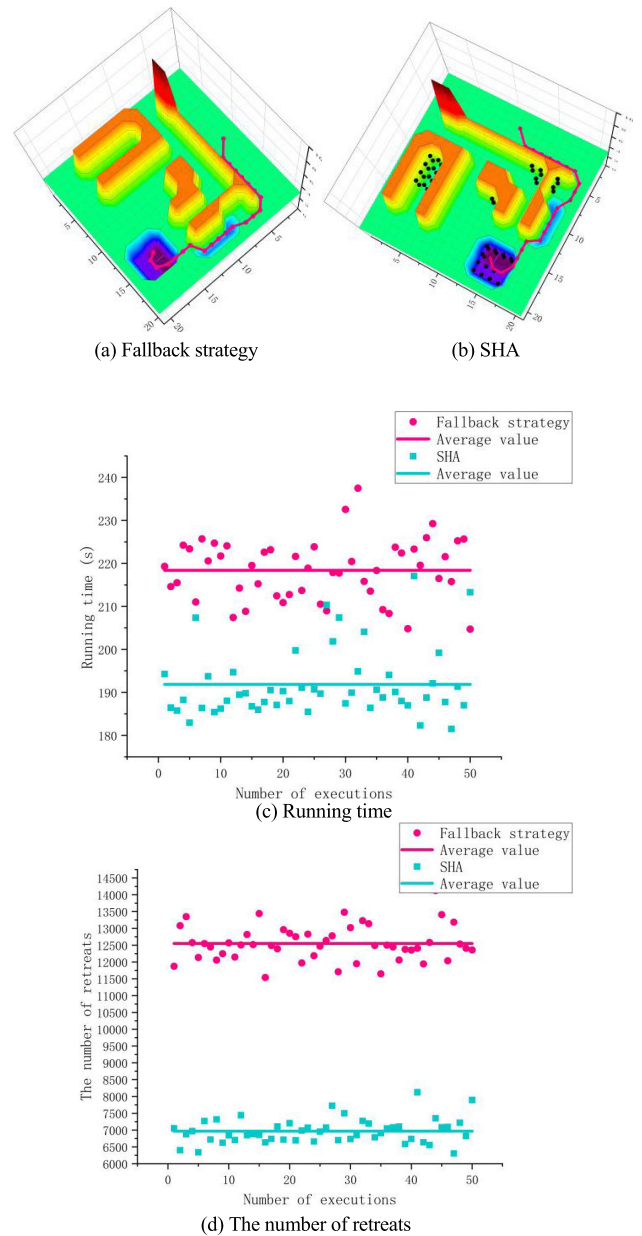 5
10
15
20
20
15
10
5
5
10
15
20
20
15
10
5
(a) Fallback strategy
(b) SHA
Fallback strategy
Average value
SHA
Average value
240
230
220
210
200
190
180
Running time (s)
0 10 20 30 40 50
Number of executions
(c) Running time
Fallback strategy
Average value
SHA
Average value
14500
13500
12500
11500
10500
9500
8500
7500
6500
14000
13000
12000
11000
10000
9000
8000
7000
6000
The number of retreats
0 10 20 30 40 50
Number of executions
(d) The number of retreats